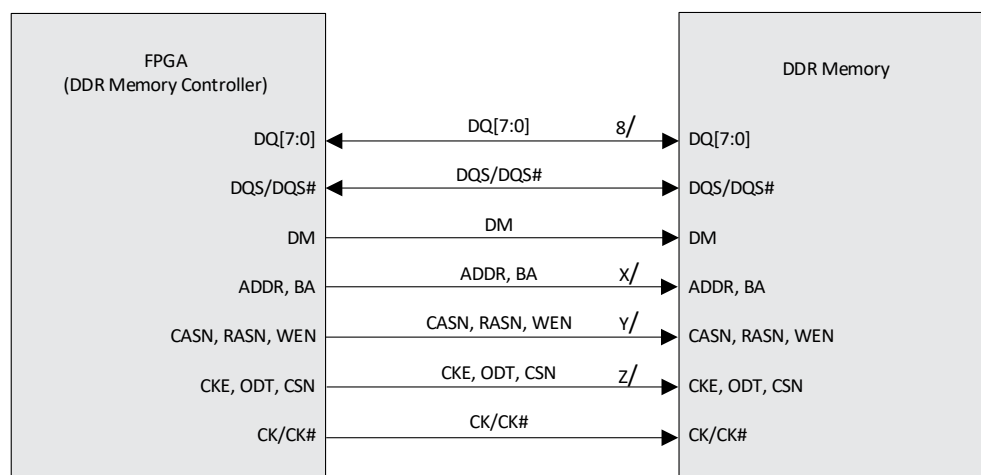 FPGA
(DDR Memory Controller)
DDR Memory
DQ[7:0] DQ[7:0] 8/ DQ[7:0]
DQS/DQS# DQS/DQS# DQS/DQS#
DM DM DM
ADDR, BA ADDR, BA X/ ADDR, BA
CASN, RASN, WEN CASN, RASN, WEN Y/ CASN, RASN, WEN
CKE, ODT, CSN CKE, ODT, CSN Z/ CKE, ODT, CSN
CK/CK# CK/CK# CK/CK#